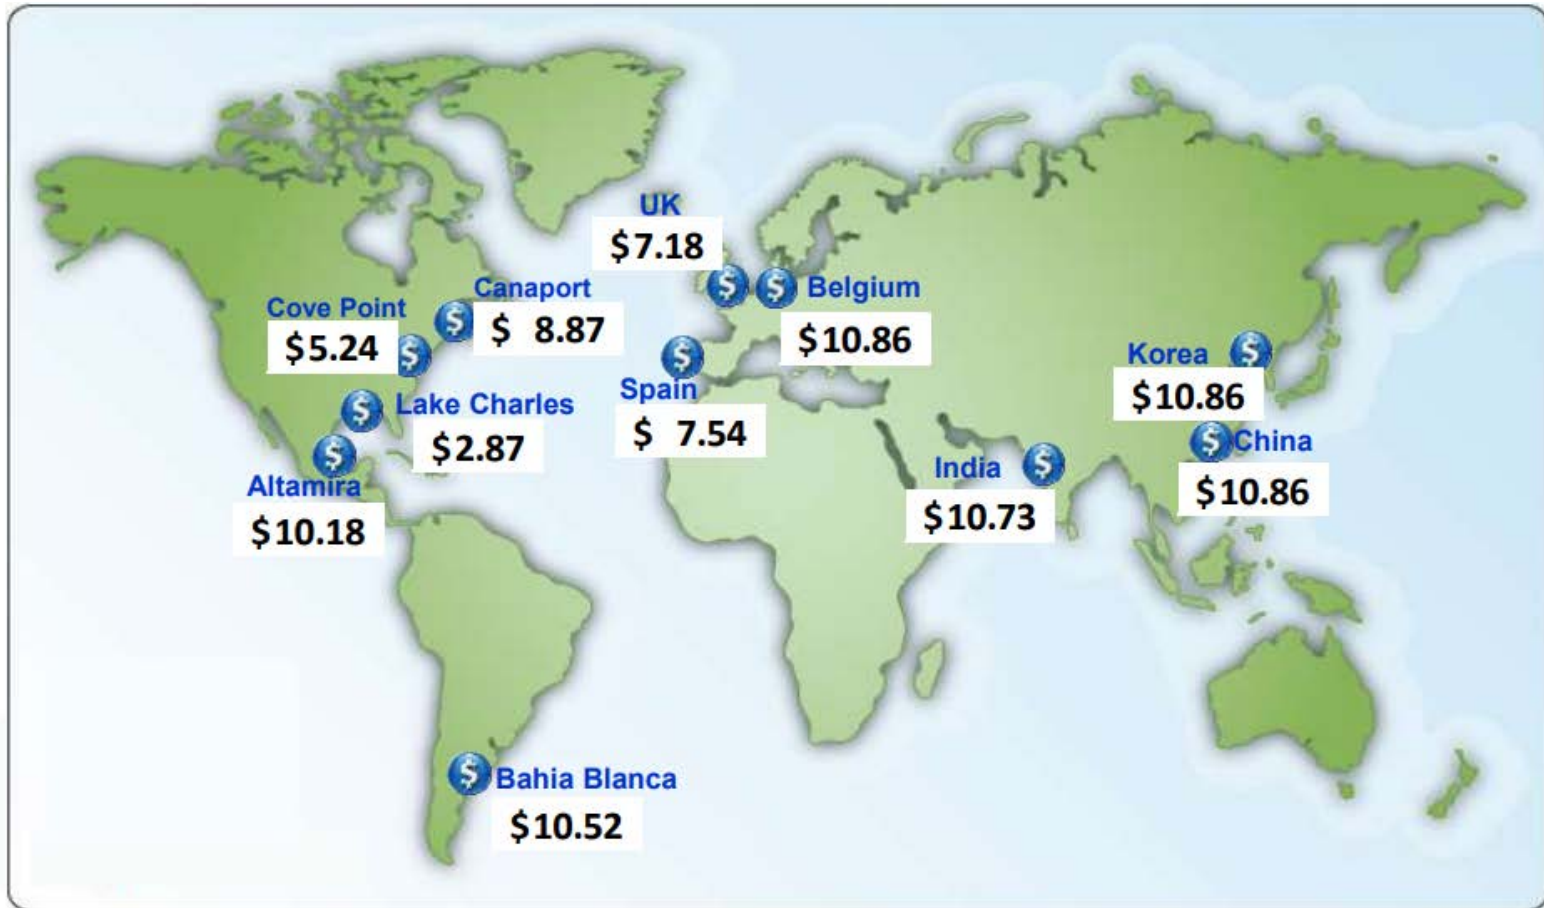 UK
$7.18
Canaport
$ 8.87
Cove Point
$5.24
Belgium
$10.86
Spain
$ 7.54
Lake Charles
$2.87
Altamira
$10.18
Korea
$10.86
China
$10.86
India
$10.73
Bahia Blanca
$10.52